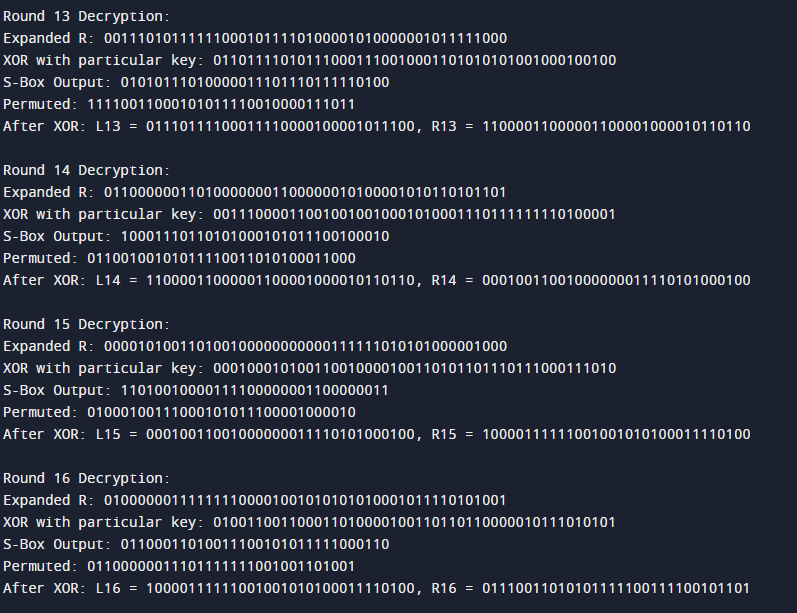 Round 13 Decryption:
Expanded R: 001110101111110001011110100001010000001011111000
XOR with particular key: 011011110101110001110010001101010101001000100100
S-Box Output: 01010111010000011101110111110100
Permuted: 11110011000101011110010000111011
After XOR: L13 = 01110111100011110000100001011100, R13 = 11000011000001100001000010110110
Round 14 Decryption:
Expanded R: 011000000110100000001100000010100001010110101101
XOR with particular key: 001110000110010010010001010001110111111110100001
S-Box Output: 10001110110101000101011100100010
Permuted: 01100100101011110011010100011000
After XOR: L14 = 11000011000001100001000010110110, R14 = 00010011001000000011110101000100
Round 15 Decryption:
Expanded R: 000010100110100100000000000111111010101000001000
XOR with particular key: 000100010100110010000100110101101110111000111010
S-Box Output: 11010010000111100000001100000011
Permuted: 01000100111000101011100001000010
After XOR: L15 = 00010011001000000011110101000100, R15 = 10000111111001001010100011110100
Round 16 Decryption:
Expanded R: 010000001111111100001001010101010001011110101001
XOR with particular key: 010011001100011010000100110110110000010111010101
S-Box Output: 01100011010011100101011111000110
Permuted: 01100000011101111111001001101001
After XOR: L16 = 10000111111001001010100011110100, R16 = 01110011010101111100111100101101